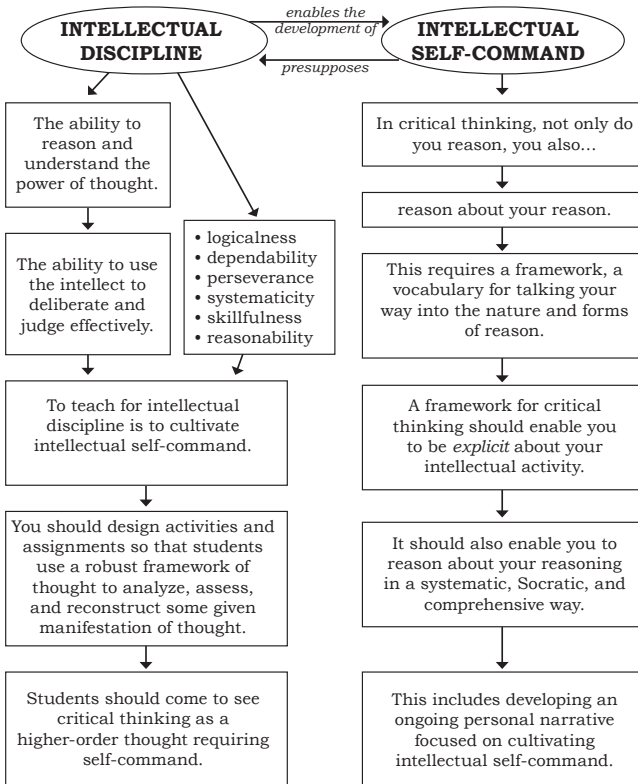 INTELLECTUAL
DISCIPLINE
enables the
development of
presupposes
INTELLECTUAL
SELF-COMMAND
The ability to
reason and
understand the
power of thought.
The ability to use
the intellect to
deliberate and
judge effectively.
• logicalness
• dependability
• perseverance
• systematicity
• skillfulness
• reasonability
To teach for intellectual
discipline is to cultivate
intellectual self-command.
You should design activities and
assignments so that students
use a robust framework of
thought to analyze, assess,
and reconstruct some given
manifestation of thought.
Students should come to see
critical thinking as a
higher-order thought requiring
self-command.
In critical thinking, not only do
you reason, you also...
reason about your reason.
This requires a framework, a
vocabulary for talking your
way into the nature and forms
of reason.
A framework for critical
thinking should enable you
to be explicit about your
intellectual activity.
It should also enable you to
reason about your reasoning
in a systematic, Socratic, and
comprehensive way.
This includes developing an
ongoing personal narrative
focused on cultivating
intellectual self-command.